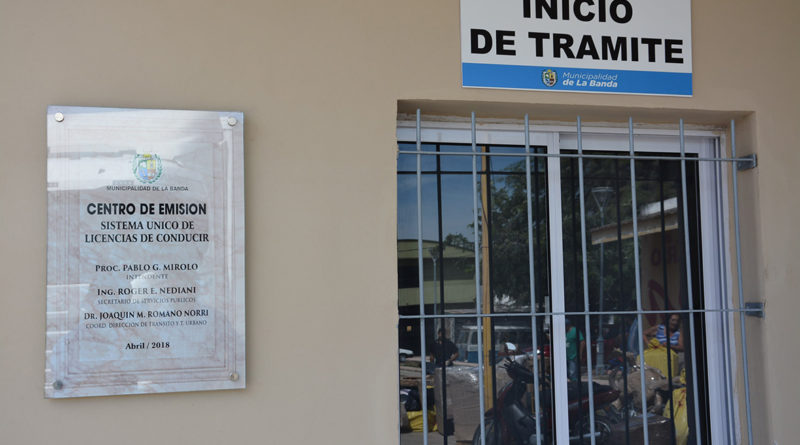 INICIO
DE TRAMITE
Municipalidad
de La Banda
MUNICIPALIDAD DE LA BANDA
CENTRO DE EMISION
SISTEMA UNICO DE
LICENCIAS DE CONDUCIR
PROC. PABLO G. MIROLO
INTENDENTE
ING. ROGER E. NEDIANI
SECRETARIO DE SERVICIOS PUBLICOS
DR. JOAQUIN M. ROMANO NORRI
COORD. DIRECCIÓN DE TRANSITO Y T. URBANO
Abril / 2018